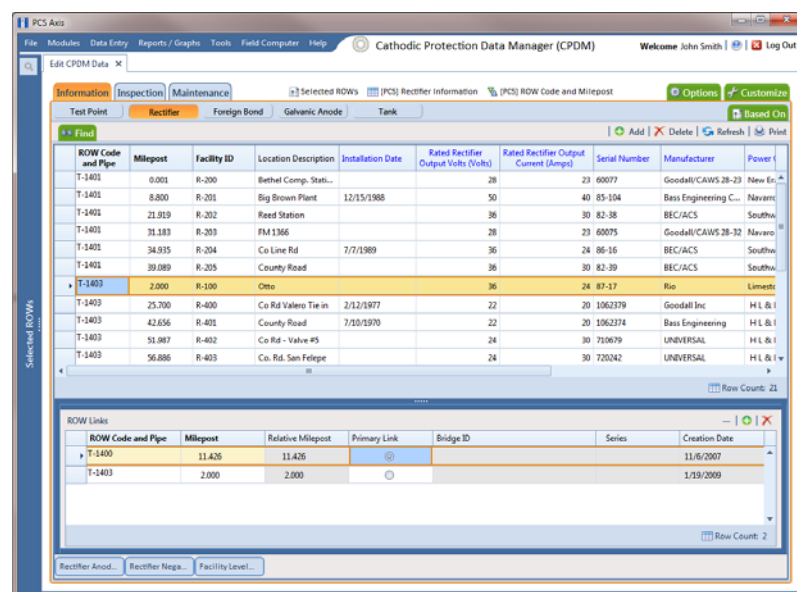 PCS Axis
File Modules Data Entry Reports / Graphs Tools Field Computer Help Cathodic Protection Data Manager (CPDM) Welcome John Smith Log Out
Edit CPDM Data
Information Inspection Maintenance Selected ROWs [PCS] Rectifier Information [PCS] ROW Code and Milepost Options Customize
Test Point Rectifier Foreign Bond Galvanic Anode Tank Based On
Find Add Delete Refresh Print
ROW Code and Pipe Milepost Facility ID Location Description Installation Date Rated Rectifier Output Volts (Volts) Rated Rectifier Output Current (Amps) Serial Number Manufacturer Power
T-1401 0.001 R-200 Bethel Comp. Stati... 28 23 60077 Goodall/CAWS 28-23 New Er
T-1401 8.800 R-201 Big Brown Plant 12/15/1988 50 40 85-104 Bass Engineering C... Navarro
T-1401 21.919 R-202 Reed Station 36 30 82-38 BEC/ACS Southw
T-1401 31.183 R-203 FM 1366 28 23 60075 Goodall/CAWS 28-32 Navaro
T-1401 34.935 R-204 Co Line Rd 7/7/1989 36 24 86-16 BEC/ACS Southw
T-1401 39.089 R-205 County Road 36 30 82-39 BEC/ACS Southw
T-1403 2.000 R-100 Otto 36 24 87-17 Rio Limesto
T-1403 25.700 R-400 Co Rd Valero Tie in 2/12/1977 22 20 1062379 Goodall Inc H L & I
T-1403 42.656 R-401 County Road 7/10/1970 22 20 1062374 Bass Engineering H L & I
T-1403 51.987 R-402 Co Rd - Valve #5 24 30 710679 UNIVERSAL H L & I
T-1403 56.886 R-403 Co. Rd. San Felepe 24 30 720242 UNIVERSAL H L & I
Row Count: 21
Selected ROWs
ROW Links
ROW Code and Pipe Milepost Relative Milepost Primary Link Bridge ID Series Creation Date
T-1400 11.426 11.426 11/6/2007
T-1403 2.000 2.000 1/19/2009
Row Count: 2
Rectifier Anod... Rectifier Nega... Facility Level...